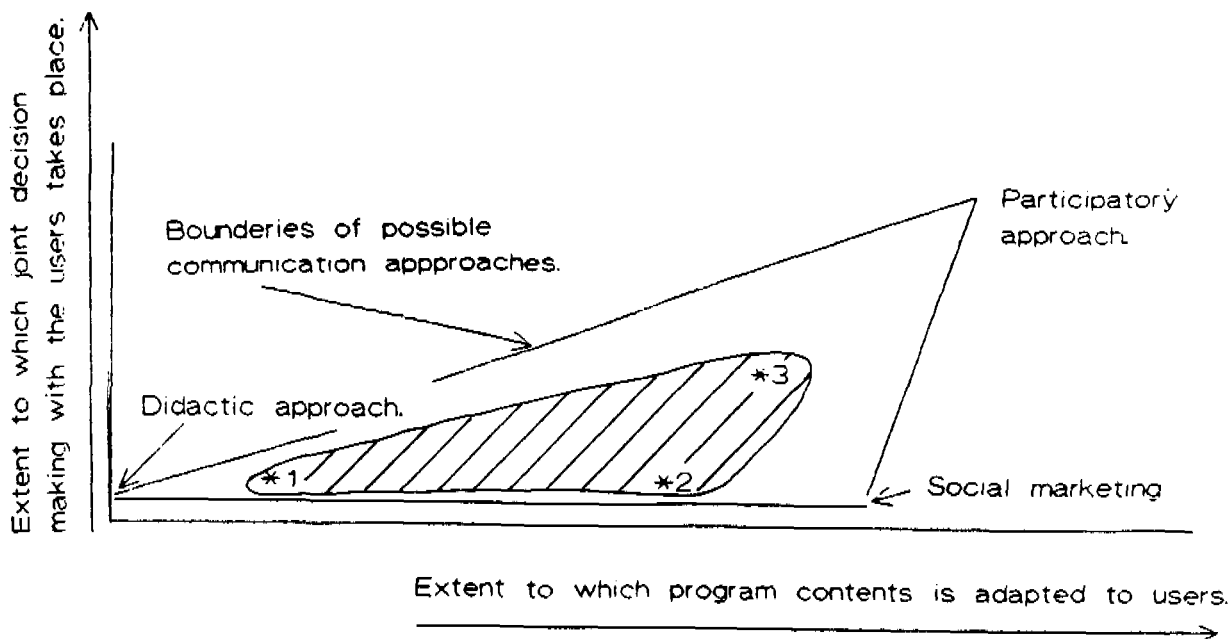 Extent to which joint decision
making with the users takes place.
Bounderies of possible
communication appproaches.
Participatory
approach.
Didactic approach.
*1
*2
*3
Social marketing
Extent to which program contents is adapted to users.